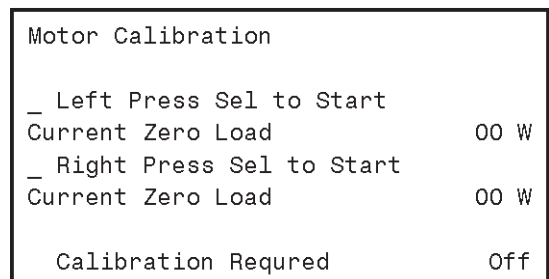 Motor Calibration
_ Left Press Sel to Start
Current Zero Load 00 W
_ Right Press Sel to Start
Current Zero Load 00 W
Calibration Requred Off